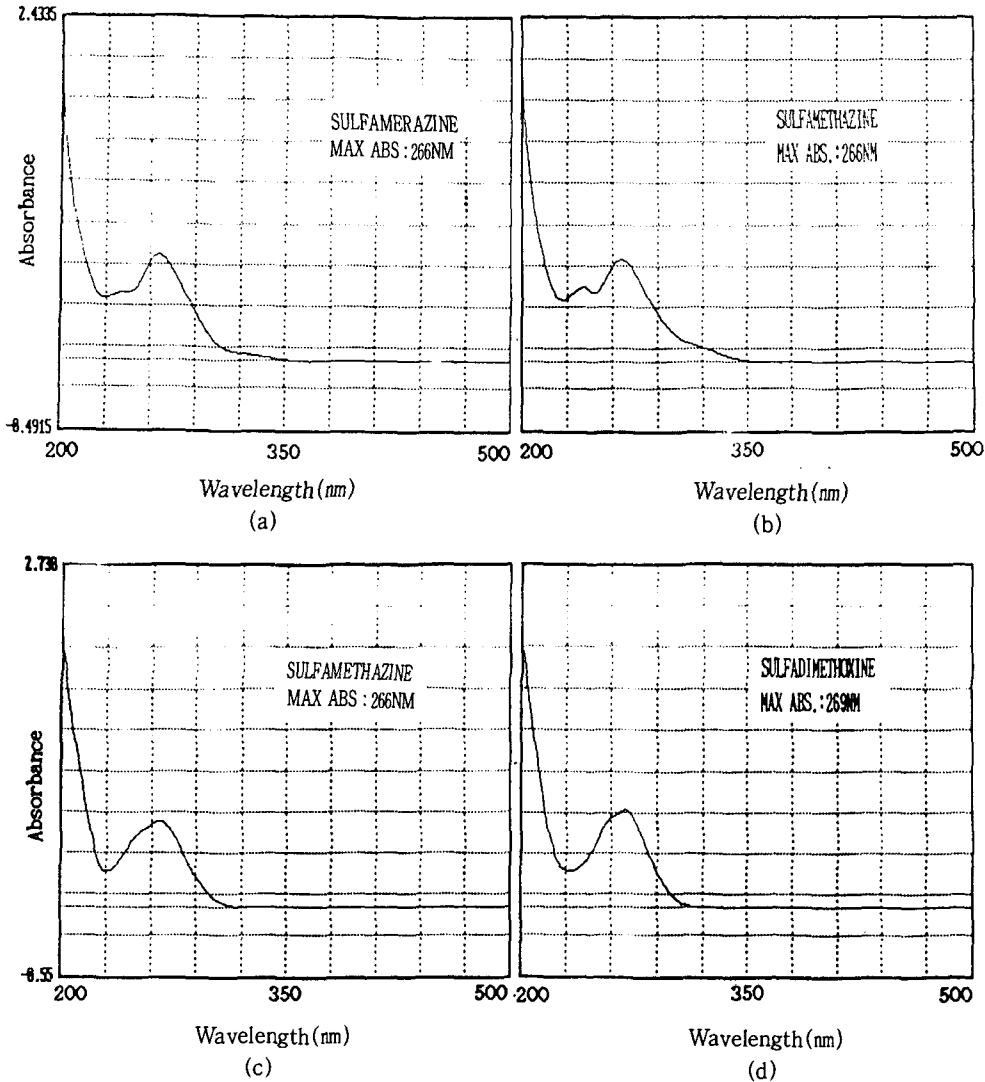 2.4335
SULFAMERAZINE
MAX ABS : 266NM
SULFAMETHAZINE
MAX ABS. : 266NM
Absorbance
-0.4915
200
350
500
200
350
500
Wavelength(nm)
Wavelength(nm)
(a)
(b)
2.738
SULFAMETHAZINE
MAX ABS : 266NM
SULFADIMETHOXINE
MAX ABS. : 269NM
Absorbance
-0.55
200
350
500
200
350
500
Wavelength(nm)
Wavelength(nm)
(c)
(d)